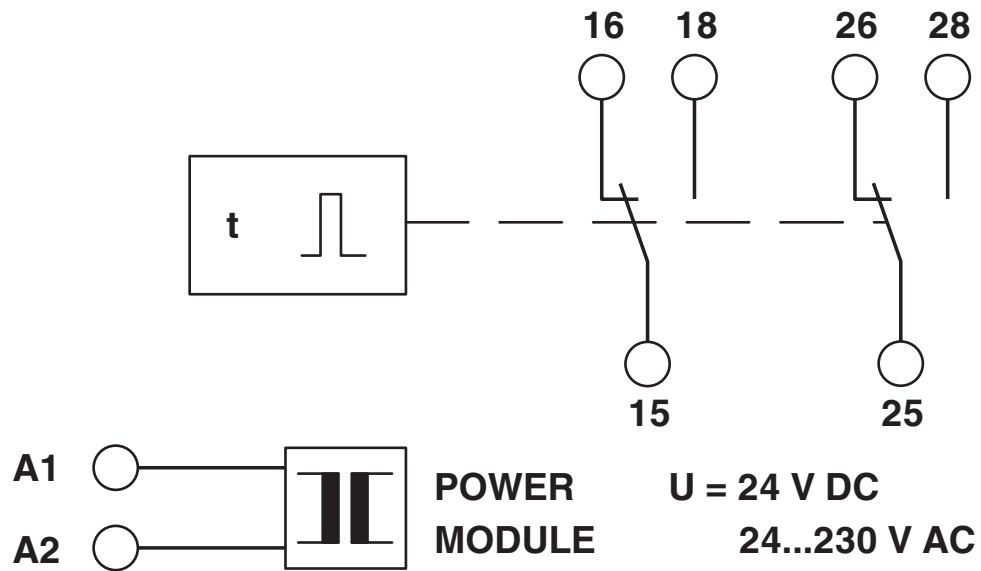 16 18 26 28
t
15 25
A1
POWER U = 24 V DC
A2
MODULE 24...230 V AC